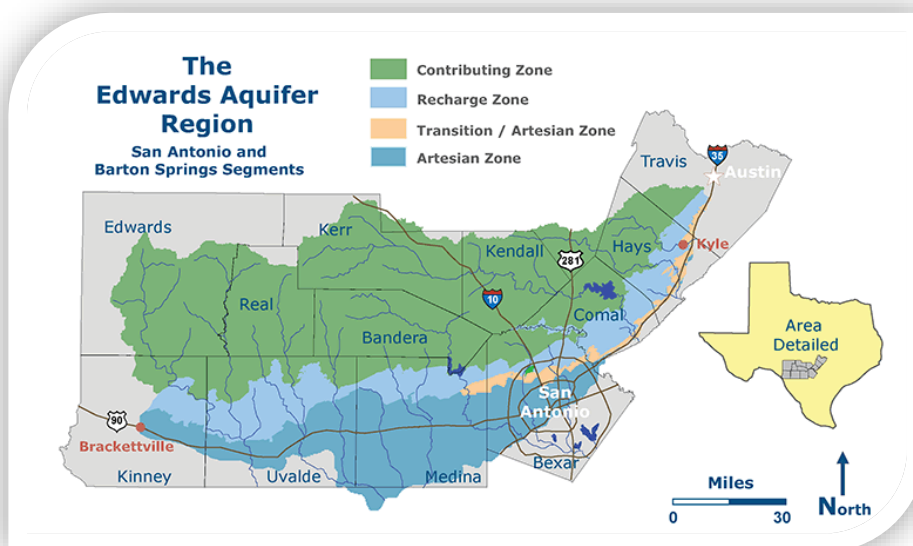 The
Edwards Aquifer
Region
San Antonio and
Barton Springs Segments
Contributing Zone
Recharge Zone
Transition / Artesian Zone
Artesian Zone
Travis
35
Austin
Edwards
Kerr
Kendall
Hays
Kyle
281
Real
10
Comal
Bandera
Area
Detailed
San
Antonio
90
Brackettville
Kinney
Uvalde
Medina
Bexar
Miles
0 30
North